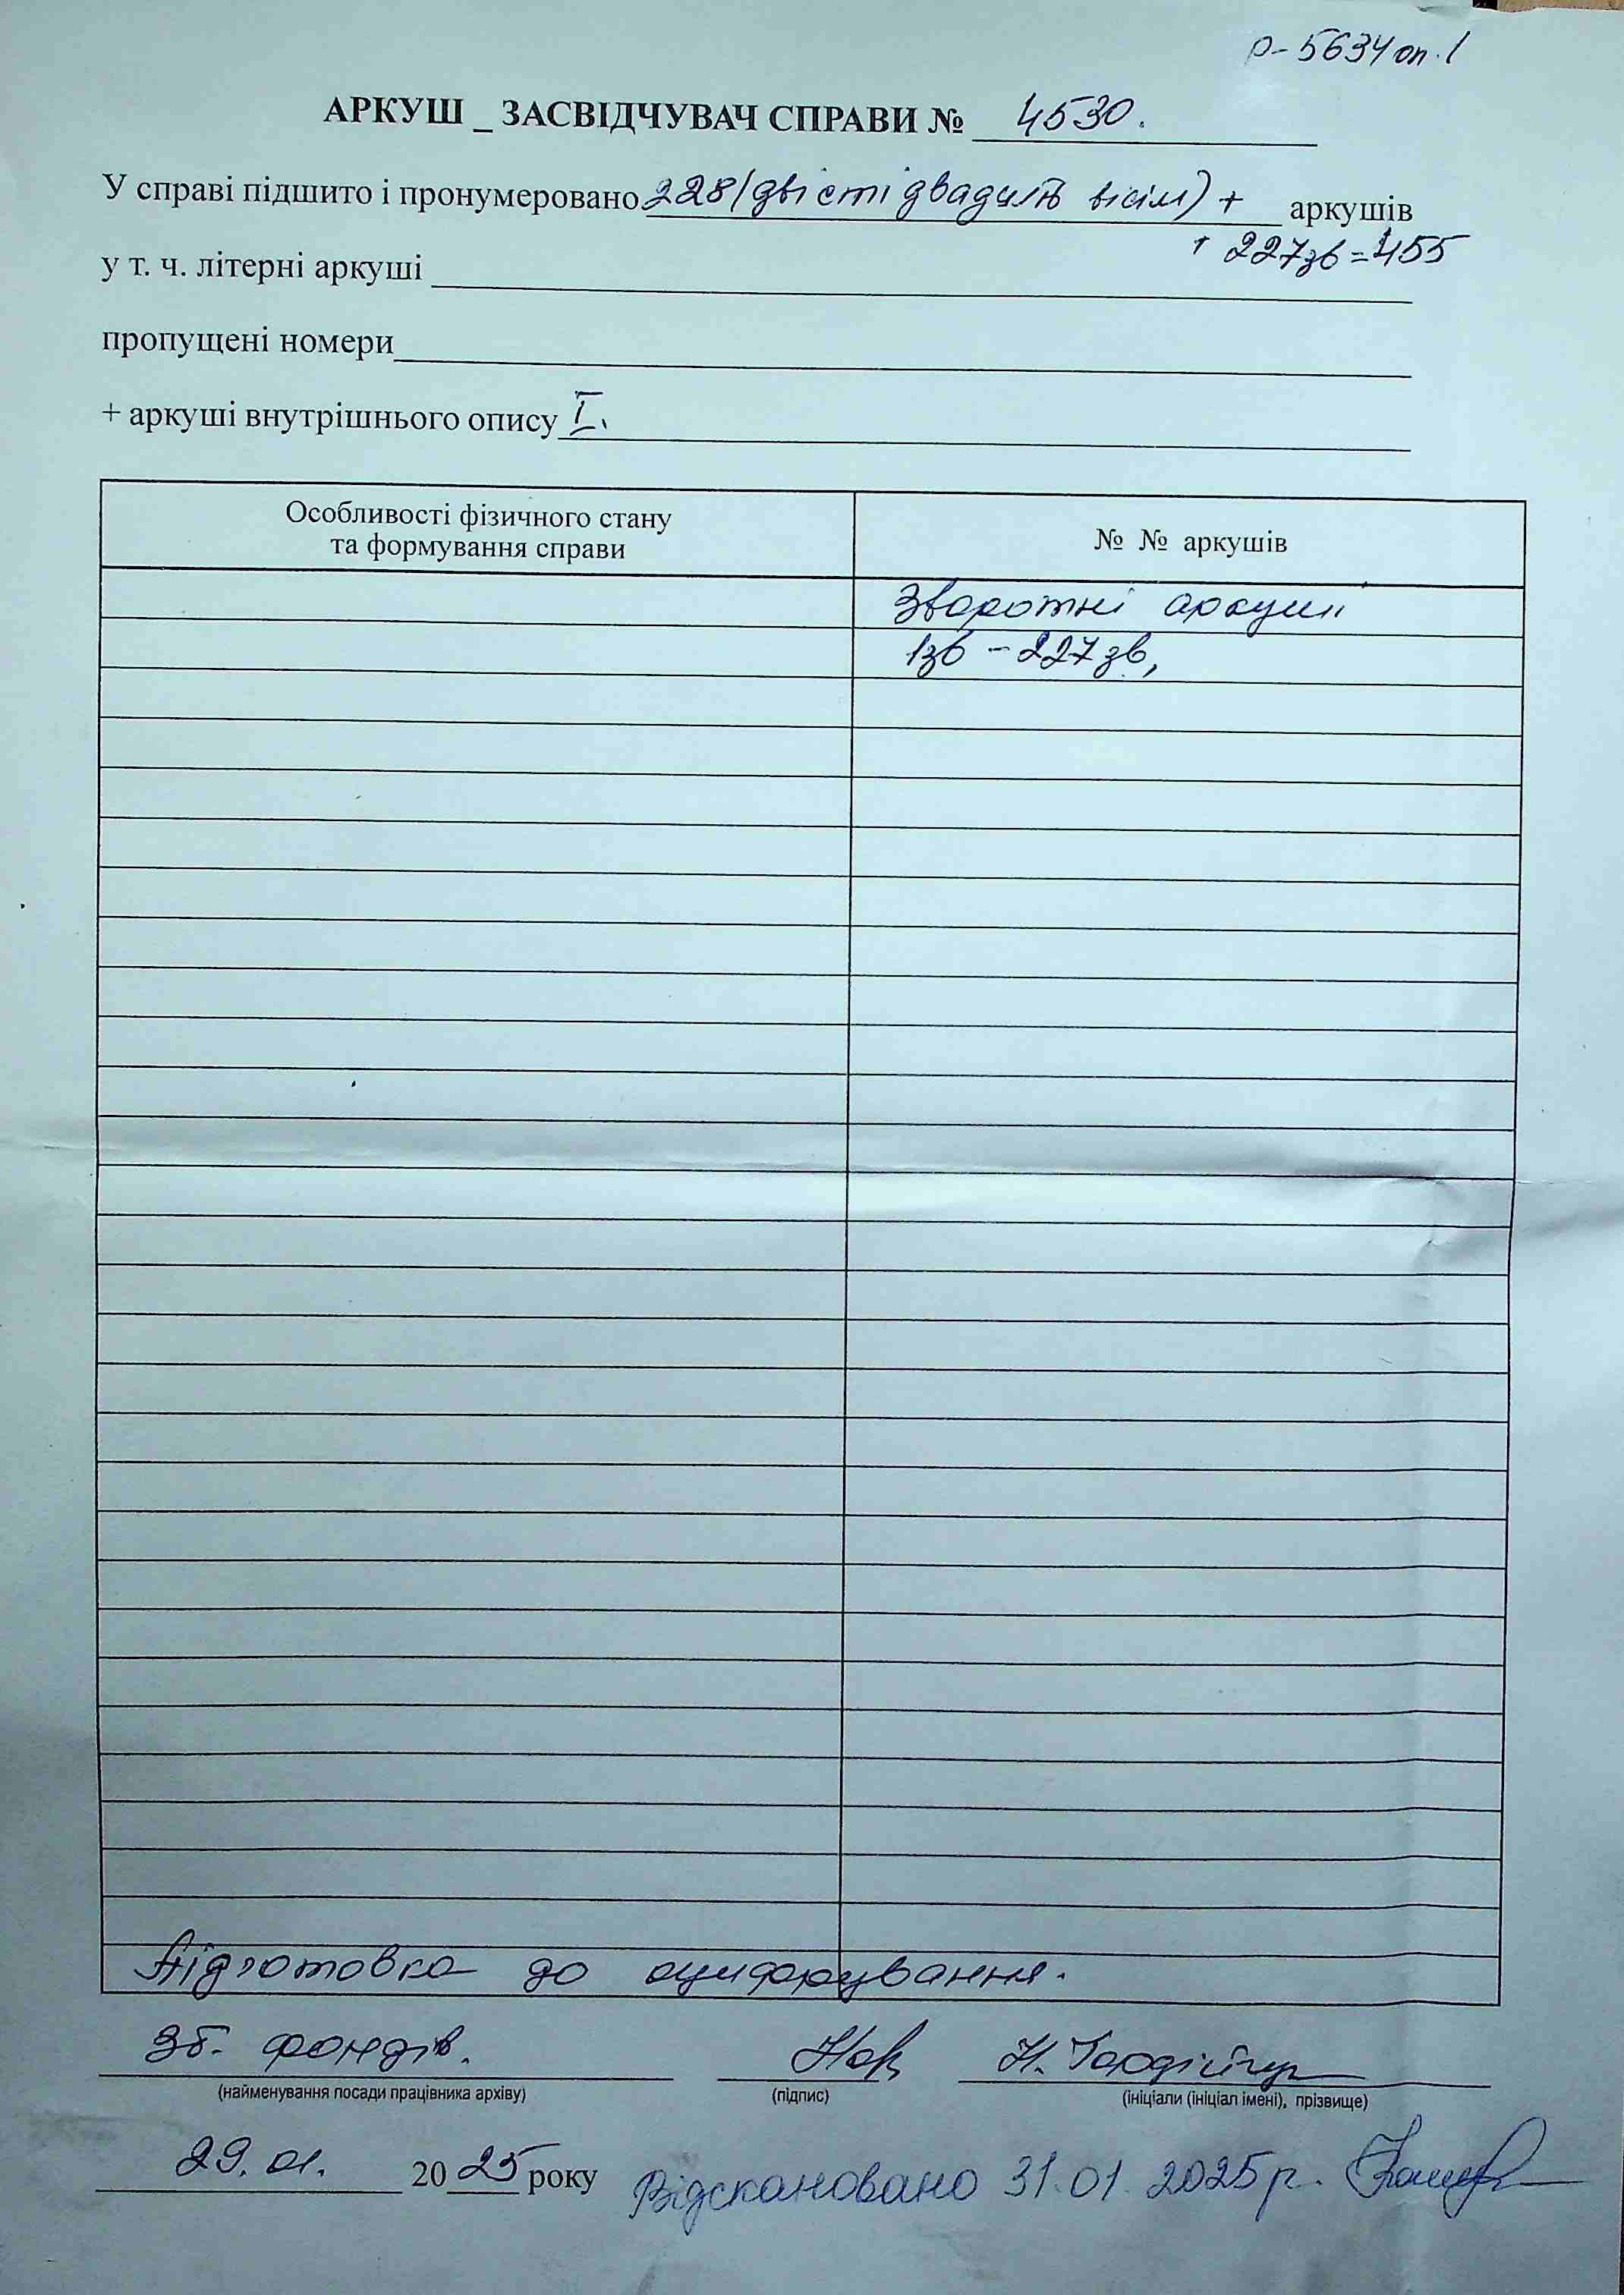 Р-5634 оп.1
АРКУШ _ ЗАСВІДЧУВАЧ СПРАВИ № 4530.
У справі підшито і пронумеровано 228 (двісті двадцять вісім) + аркушів
+ 227зв = 455
у т. ч. літерні аркуші
пропущені номери
+ аркуші внутрішнього опису I.
Особливості фізичного стану
та формування справи
№ № аркушів
Зворотні аркуші
1зв – 227зв,
Підготовка до оцифрування.
Зб. фондів.
(найменування посади працівника архіву)
(підпис)
Н.
(ініціали (ініціал імені), прізвище)
29.01. 2025 року
Відскановано 31.01.2025р.